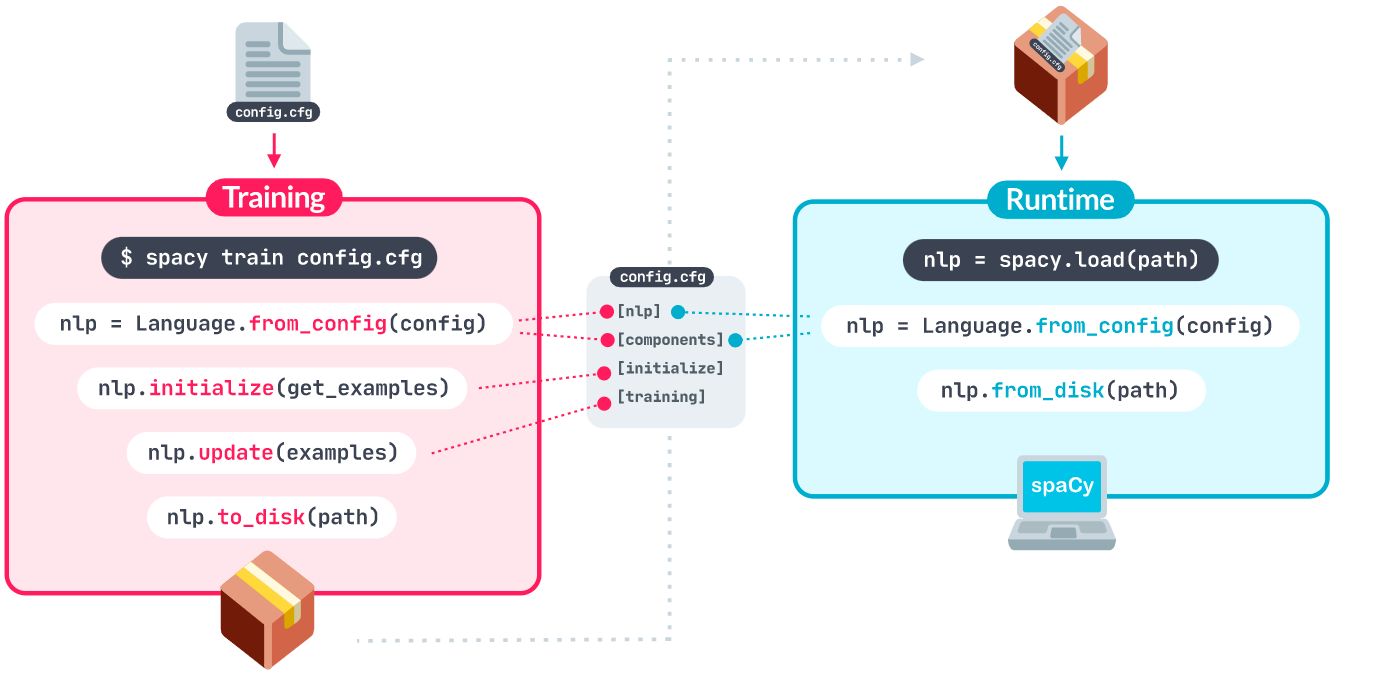 config.cfg
Training
$ spacy train config.cfg
nlp = Language.from_config(config)
nlp.initialize(get_examples)
nlp.update(examples)
nlp.to_disk(path)
config.cfg
[nlp]
[components]
[initialize]
[training]
config.cfg
Runtime
nlp = spacy.load(path)
nlp = Language.from_config(config)
nlp.from_disk(path)
spaCy